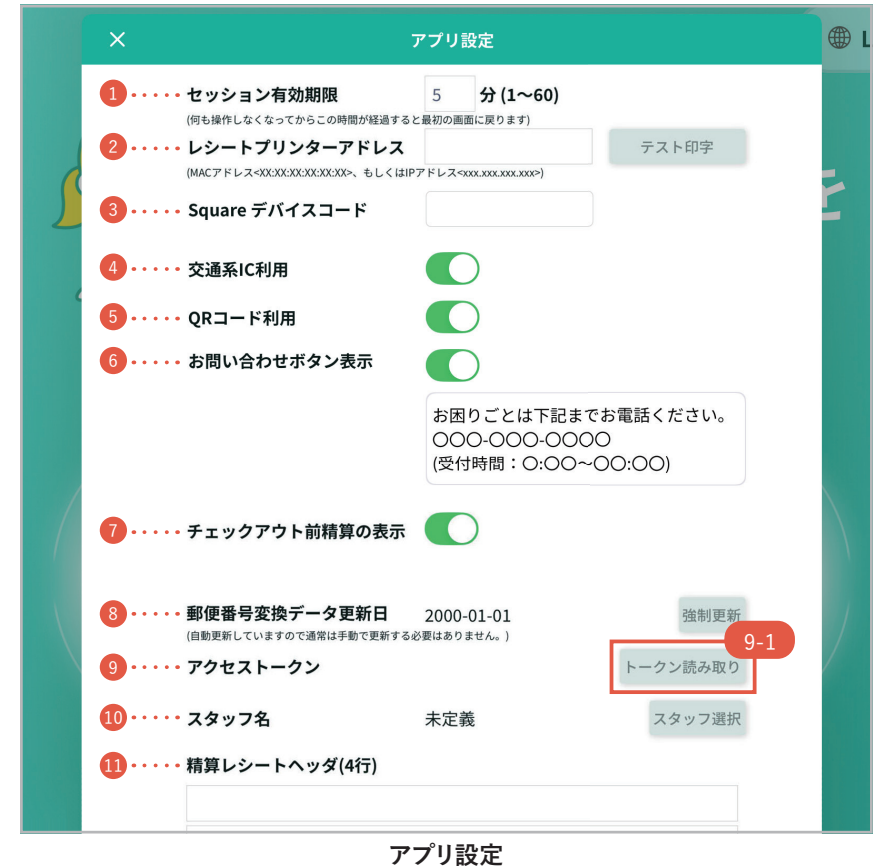 アプリ設定
L
を
1 セッション有効期限 5 分 (1〜60)
(何も操作しなくなってからこの時間が経過すると最初の画面に戻ります)
2 レシートプリンターアドレス テスト印字
(MACアドレス<XX:XX:XX:XX:XX:XX>、もしくはIPアドレス<xxx.xxx.xxx.xxx>)
3 Square デバイスコード
4 交通系IC利用
5 QRコード利用
6 お問い合わせボタン表示
お困りごとは下記までお電話ください。
〇〇〇-〇〇〇-〇〇〇〇
(受付時間：〇:〇〇〜〇〇:〇〇)
7 チェックアウト前精算の表示
8 郵便番号変換データ更新日 2000-01-01 強制更新
(自動更新していますので通常は手動で更新する必要はありません。)
9-1
9 アクセストークン トークン読み取り
10 スタッフ名 未定義 スタッフ選択
11 精算レシートヘッダ(4行)
アプリ設定